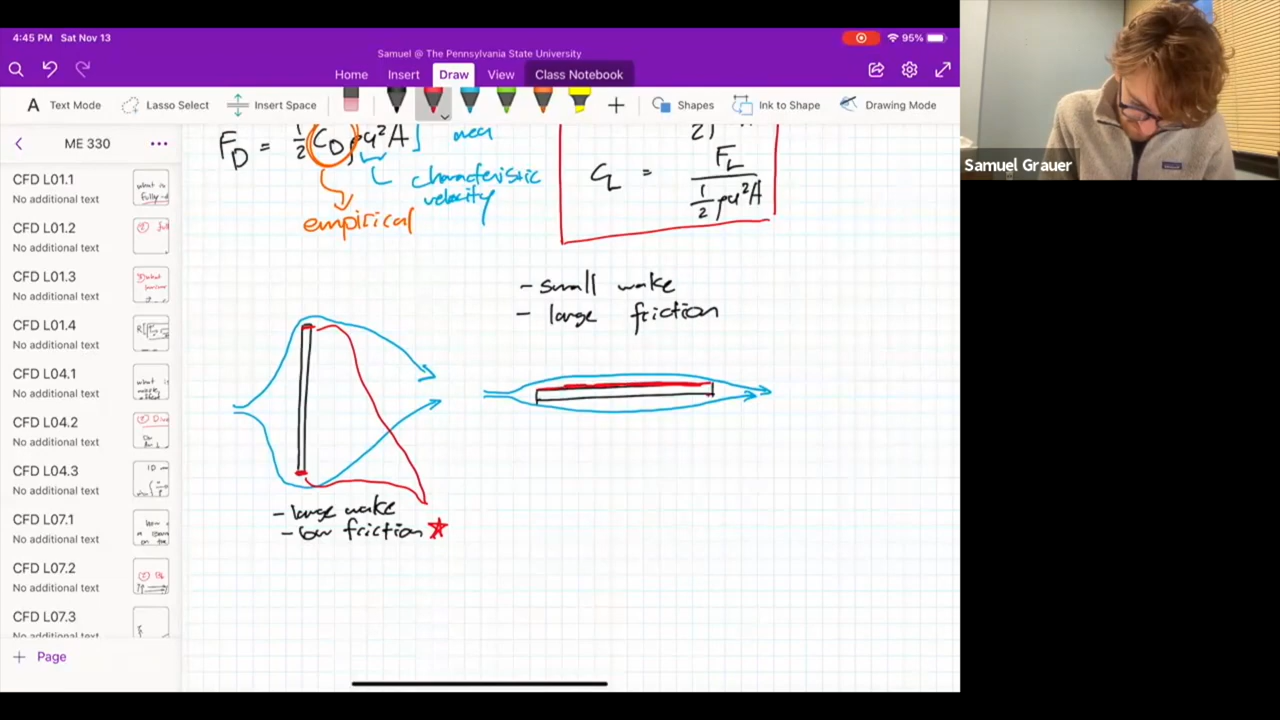 4:45 PM Sat Nov 13
95%
Samuel @ The Pennsylvania State University
Home Insert Draw View Class Notebook
Text Mode Lasso Select Insert Space Shapes Ink to Shape Drawing Mode
ME 330
CFD L01.1
No additional text
CFD L01.2
No additional text
CFD L01.3
No additional text
CFD L01.4
No additional text
CFD L04.1
No additional text
CFD L04.2
No additional text
CFD L04.3
No additional text
CFD L07.1
No additional text
CFD L07.2
No additional text
CFD L07.3
No additional text
Page
F_D = 1/2 C_D ρu²A
characteristic
velocity
empirical
C_L = F_L / (1/2 ρu²A)
- small wake
- large friction
- large wake
- low friction
Samuel Grauer